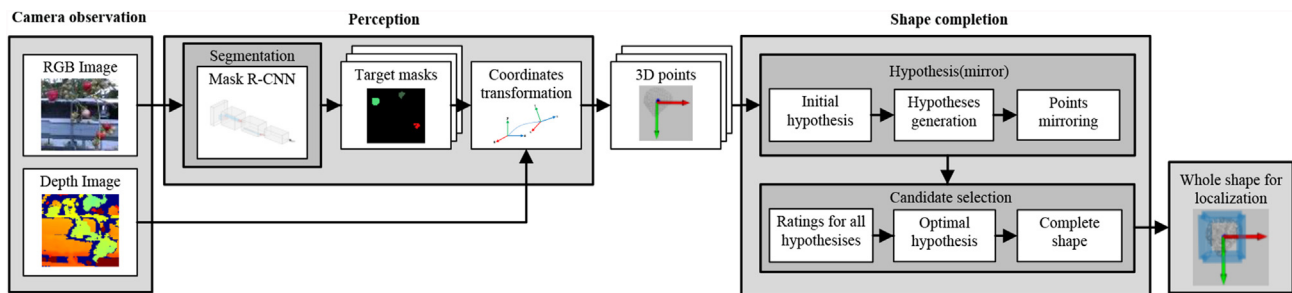 Camera observation
RGB Image
Depth Image
Perception
Segmentation
Mask R-CNN
Target masks
Coordinates
transformation
3D points
Shape completion
Hypothesis(mirror)
Initial
hypothesis
Hypotheses
generation
Points
mirroring
Candidate selection
Ratings for all
hypothesises
Optimal
hypothesis
Complete
shape
Whole shape for
localization